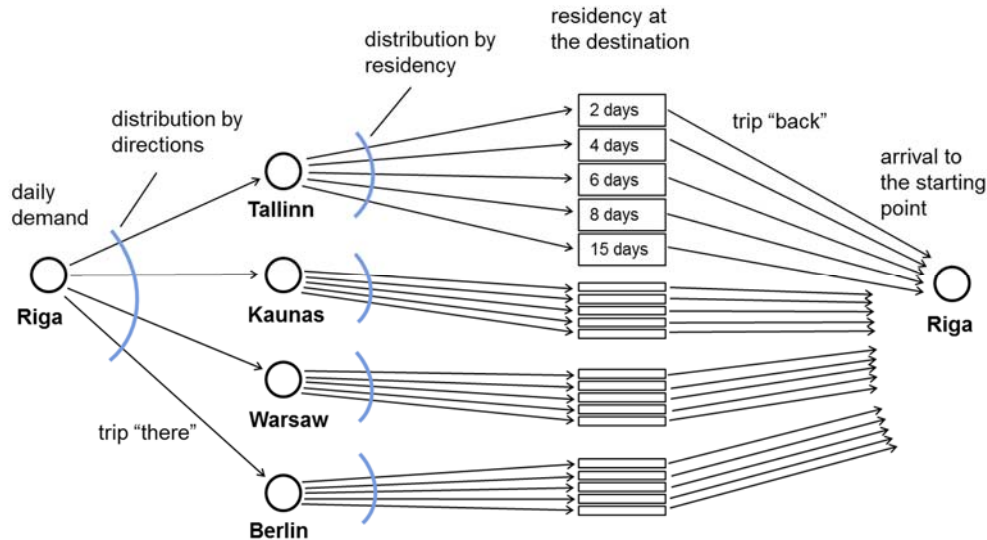 residency at
the destination
distribution by
residency
distribution by
directions
daily
demand
2 days
4 days
6 days
8 days
15 days
trip “back”
arrival to
the starting
point
Tallinn
Riga
Kaunas
Riga
Warsaw
trip “there”
Berlin